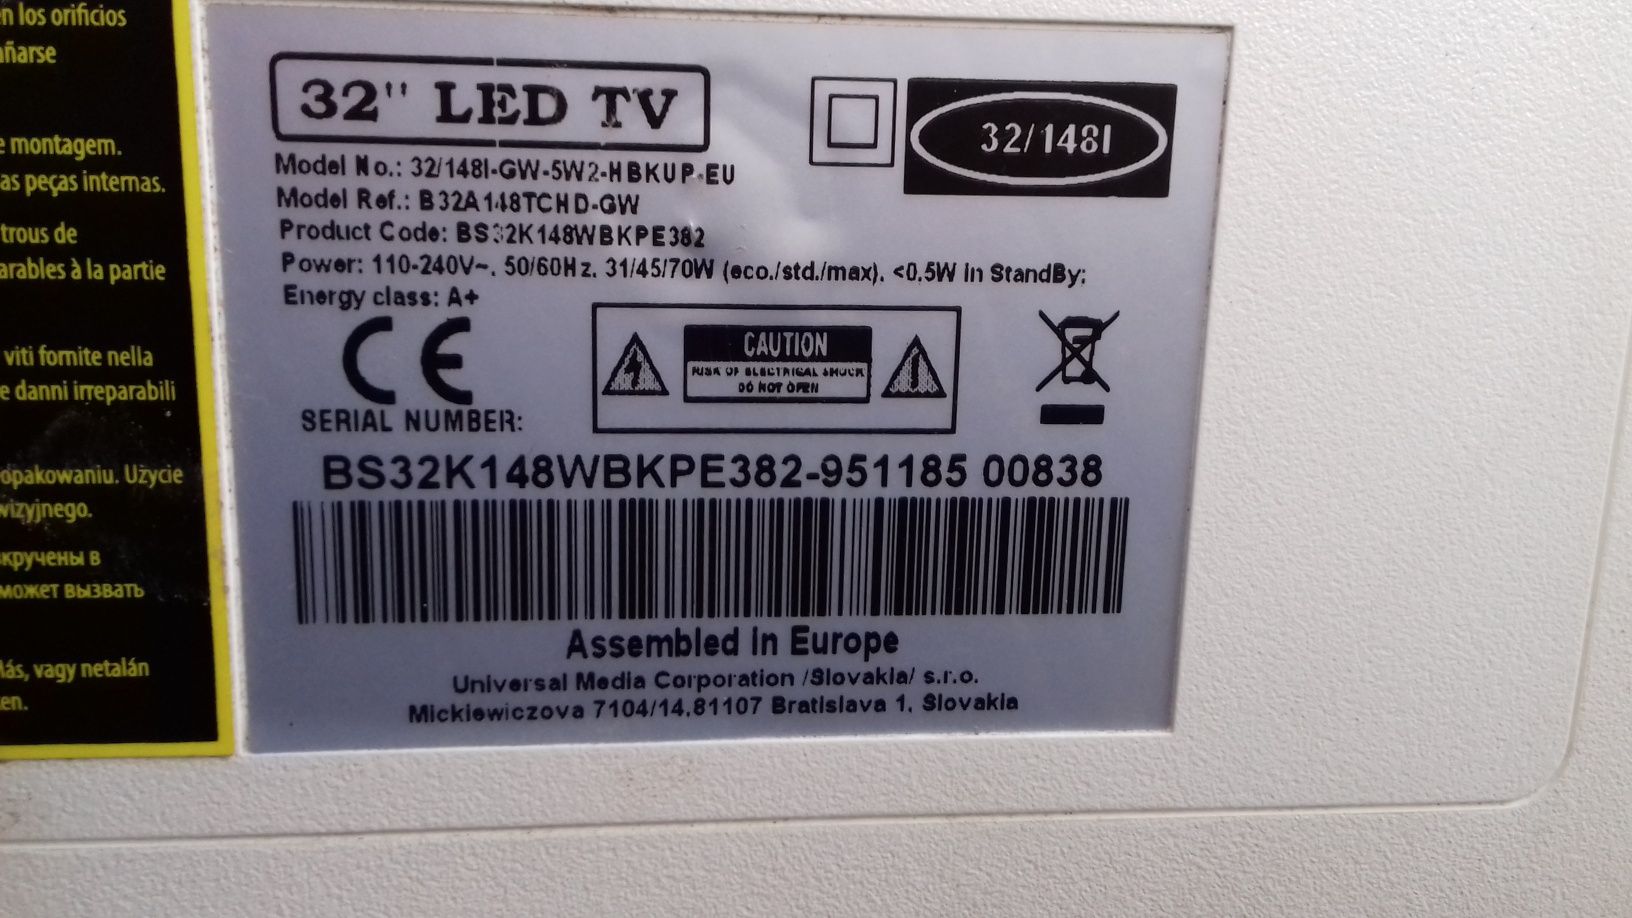 n los orificios
añarse
e montagem.
as peças internas.
trous de
arables à la partie
viti fornite nella
e danni irreparabili
opakowaniu. Użycie
wizyjnego.
кручены в
может вызвать
lás, vagy netalán
en.
32" LED TV
32/148I
Model No.: 32/148I-GW-5W2-HBKUP-EU
Model Ref.: B32A148TCHD-GW
Product Code: BS32K148WBKPE382
Power: 110-240V~, 50/60Hz, 31/45/70W (eco./std./max), <0.5W in StandBy;
Energy class: A+
CE
CAUTION
RISK OF ELECTRICAL SHOCK
DO NOT OPEN
SERIAL NUMBER:
BS32K148WBKPE382-951185 00838
Assembled in Europe
Universal Media Corporation /Slovakia/ s.r.o.
Mickiewiczova 7104/14,81107 Bratislava 1, Slovakia